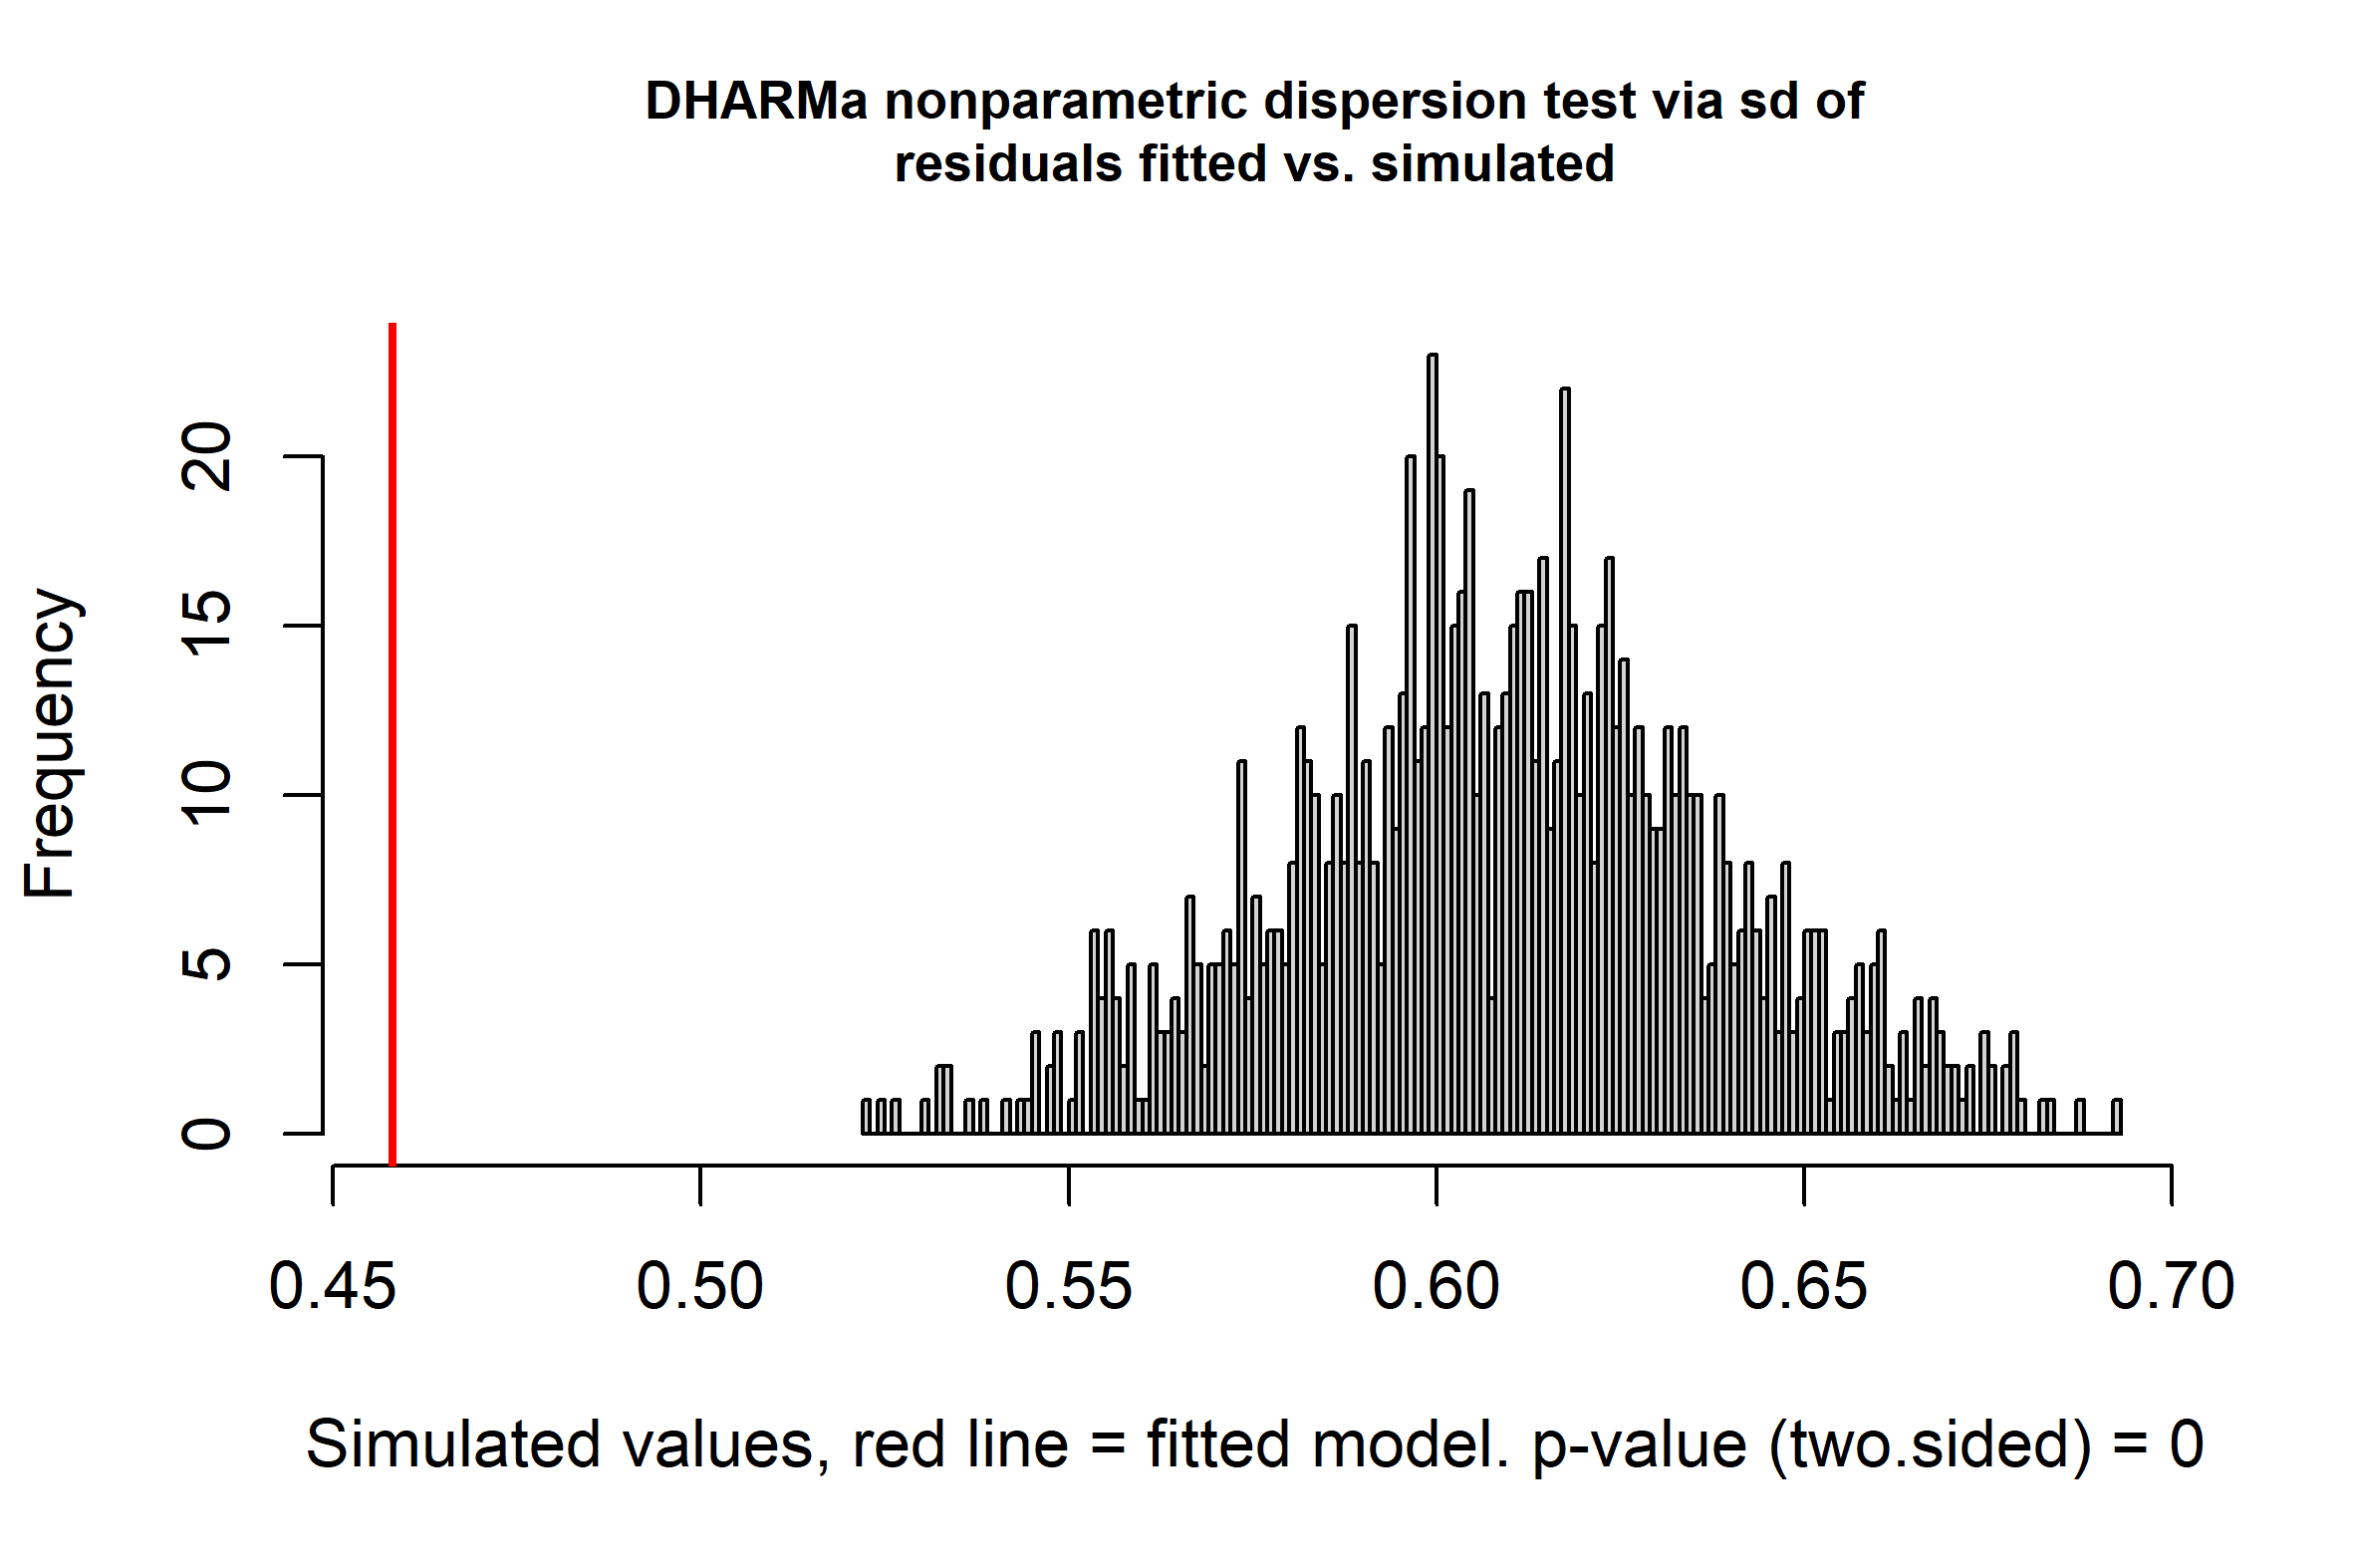 DHARMa nonparametric dispersion test via sd of
residuals fitted vs. simulated
Frequency
20
15
10
5
0
0.45 0.50 0.55 0.60 0.65 0.70
Simulated values, red line = fitted model. p-value (two.sided) = 0